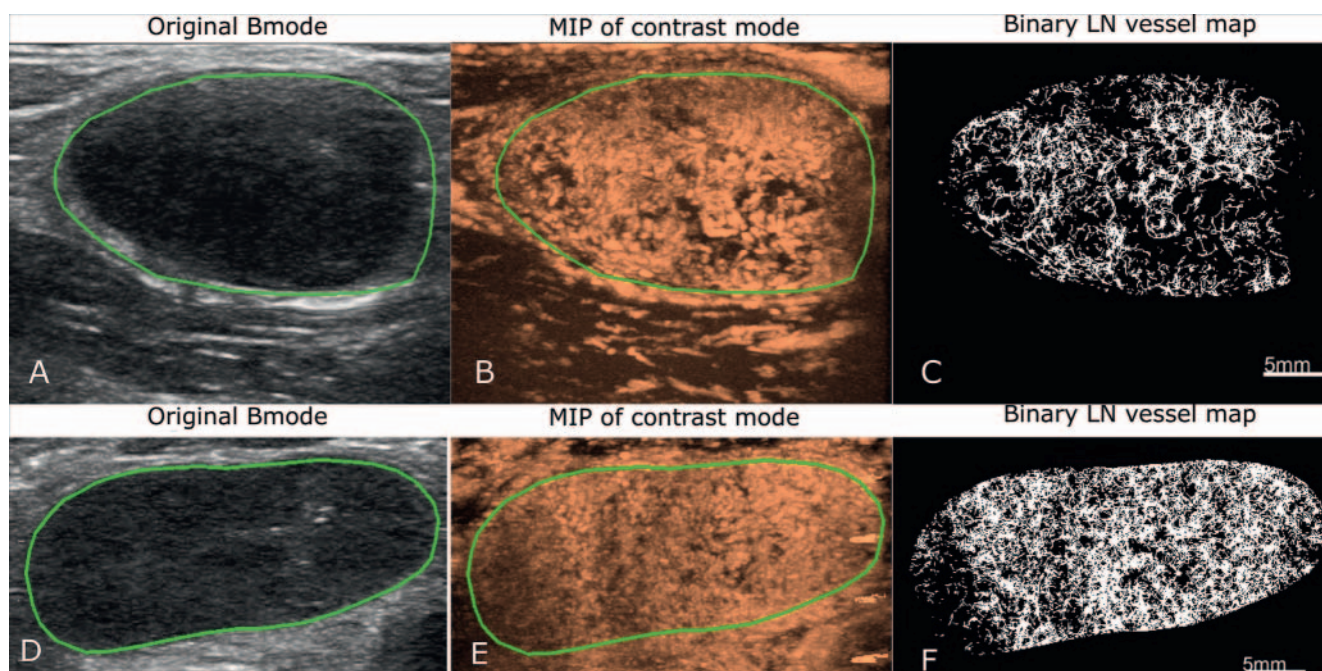 Original Bmode
MIP of contrast mode
Binary LN vessel map
A
B
C
5mm
Original Bmode
MIP of contrast mode
Binary LN vessel map
D
E
F
5mm